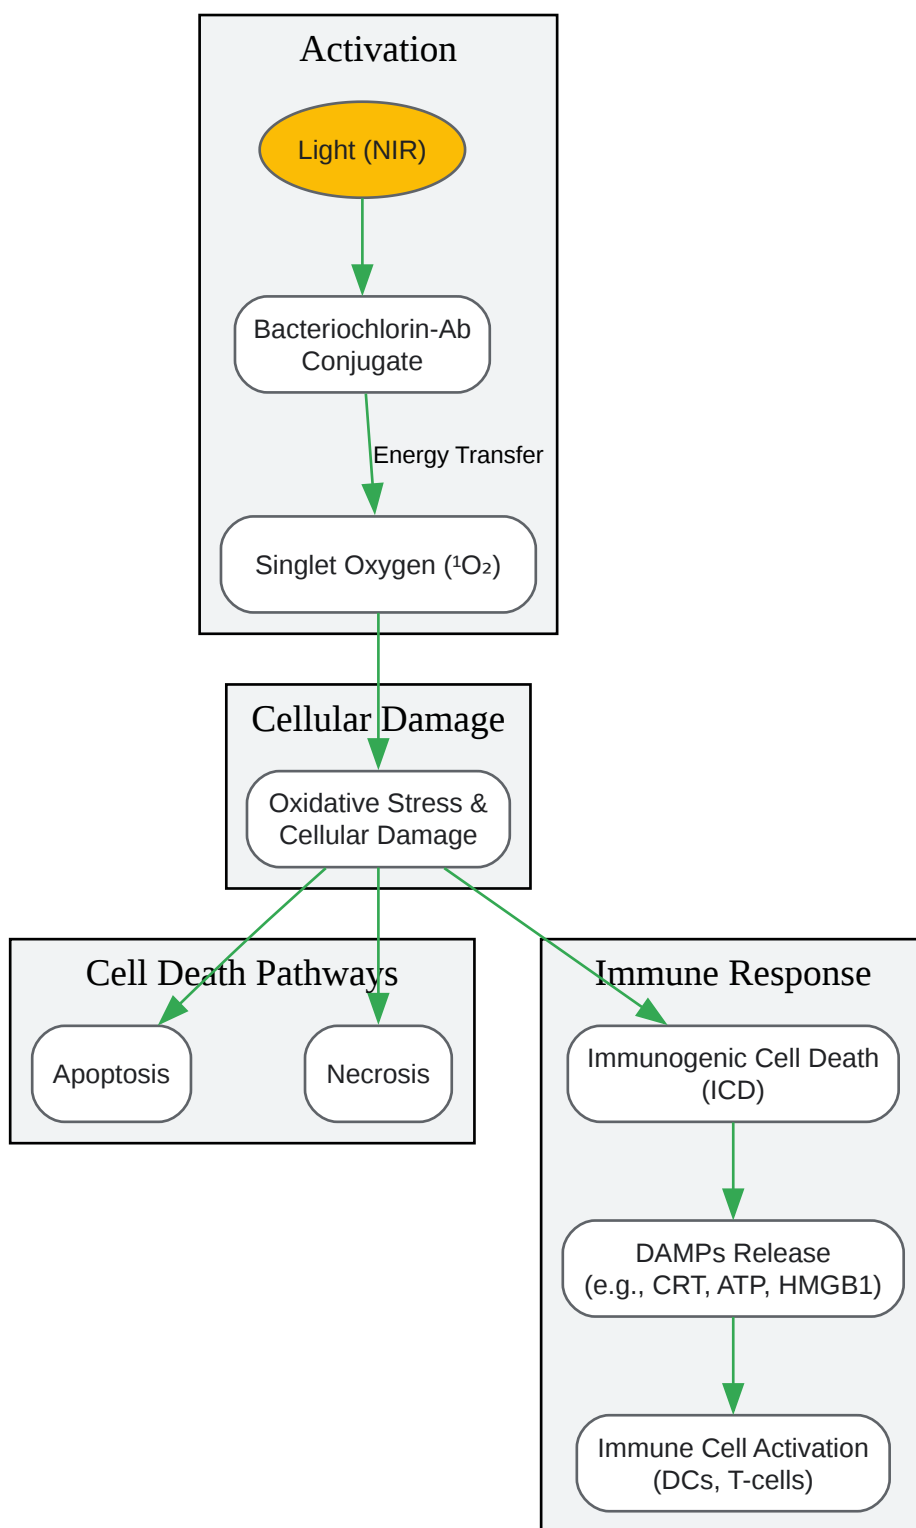 Activation
Light (NIR)
Bacteriochlorin-Ab
Conjugate
Energy Transfer
Singlet Oxygen (¹O₂)
Cellular Damage
Oxidative Stress &
Cellular Damage
Cell Death Pathways
Apoptosis
Necrosis
Immune Response
Immunogenic Cell Death
(ICD)
DAMPs Release
(e.g., CRT, ATP, HMGB1)
Immune Cell Activation
(DCs, T-cells)